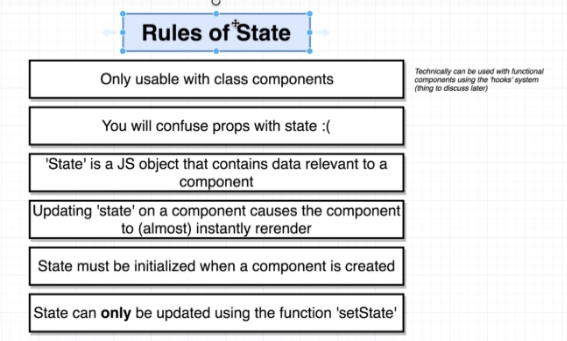 Rules of State
Only usable with class components
Technically can be used with functional
components using the 'hooks' system
(thing to discuss later)
You will confuse props with state :(
'State' is a JS object that contains data relevant to a
component
Updating 'state' on a component causes the component
to (almost) instantly rerender
State must be initialized when a component is created
State can only be updated using the function 'setState'